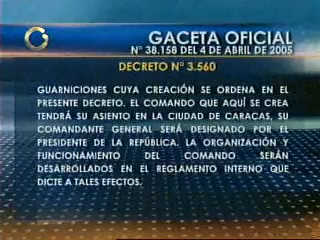 GACETA OFICIAL
N° 38.158 DEL 4 DE ABRIL DE 2005
DECRETO N° 3.560
GUARNICIONES CUYA CREACIÓN SE ORDENA EN EL
PRESENTE DECRETO. EL COMANDO QUE AQUÍ SE CREA
TENDRÁ SU ASIENTO EN LA CIUDAD DE CARACAS, SU
COMANDANTE GENERAL SERÁ DESIGNADO POR EL
PRESIDENTE DE LA REPÚBLICA. LA ORGANIZACIÓN Y
FUNCIONAMIENTO DEL COMANDO SERÁN
DESARROLLADOS EN EL REGLAMENTO INTERNO QUE
DICTE A TALES EFECTOS.